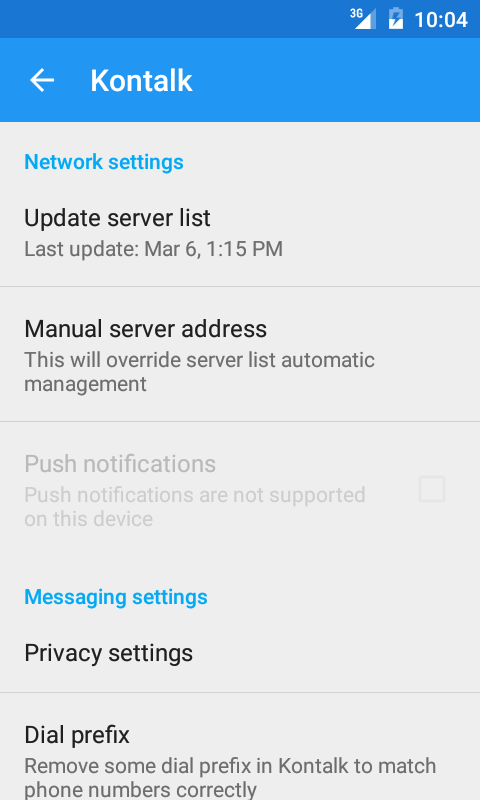 3G 10:04
Kontalk
Network settings
Update server list
Last update: Mar 6, 1:15 PM
Manual server address
This will override server list automatic
management
Push notifications
Push notifications are not supported
on this device
Messaging settings
Privacy settings
Dial prefix
Remove some dial prefix in Kontalk to match
phone numbers correctly